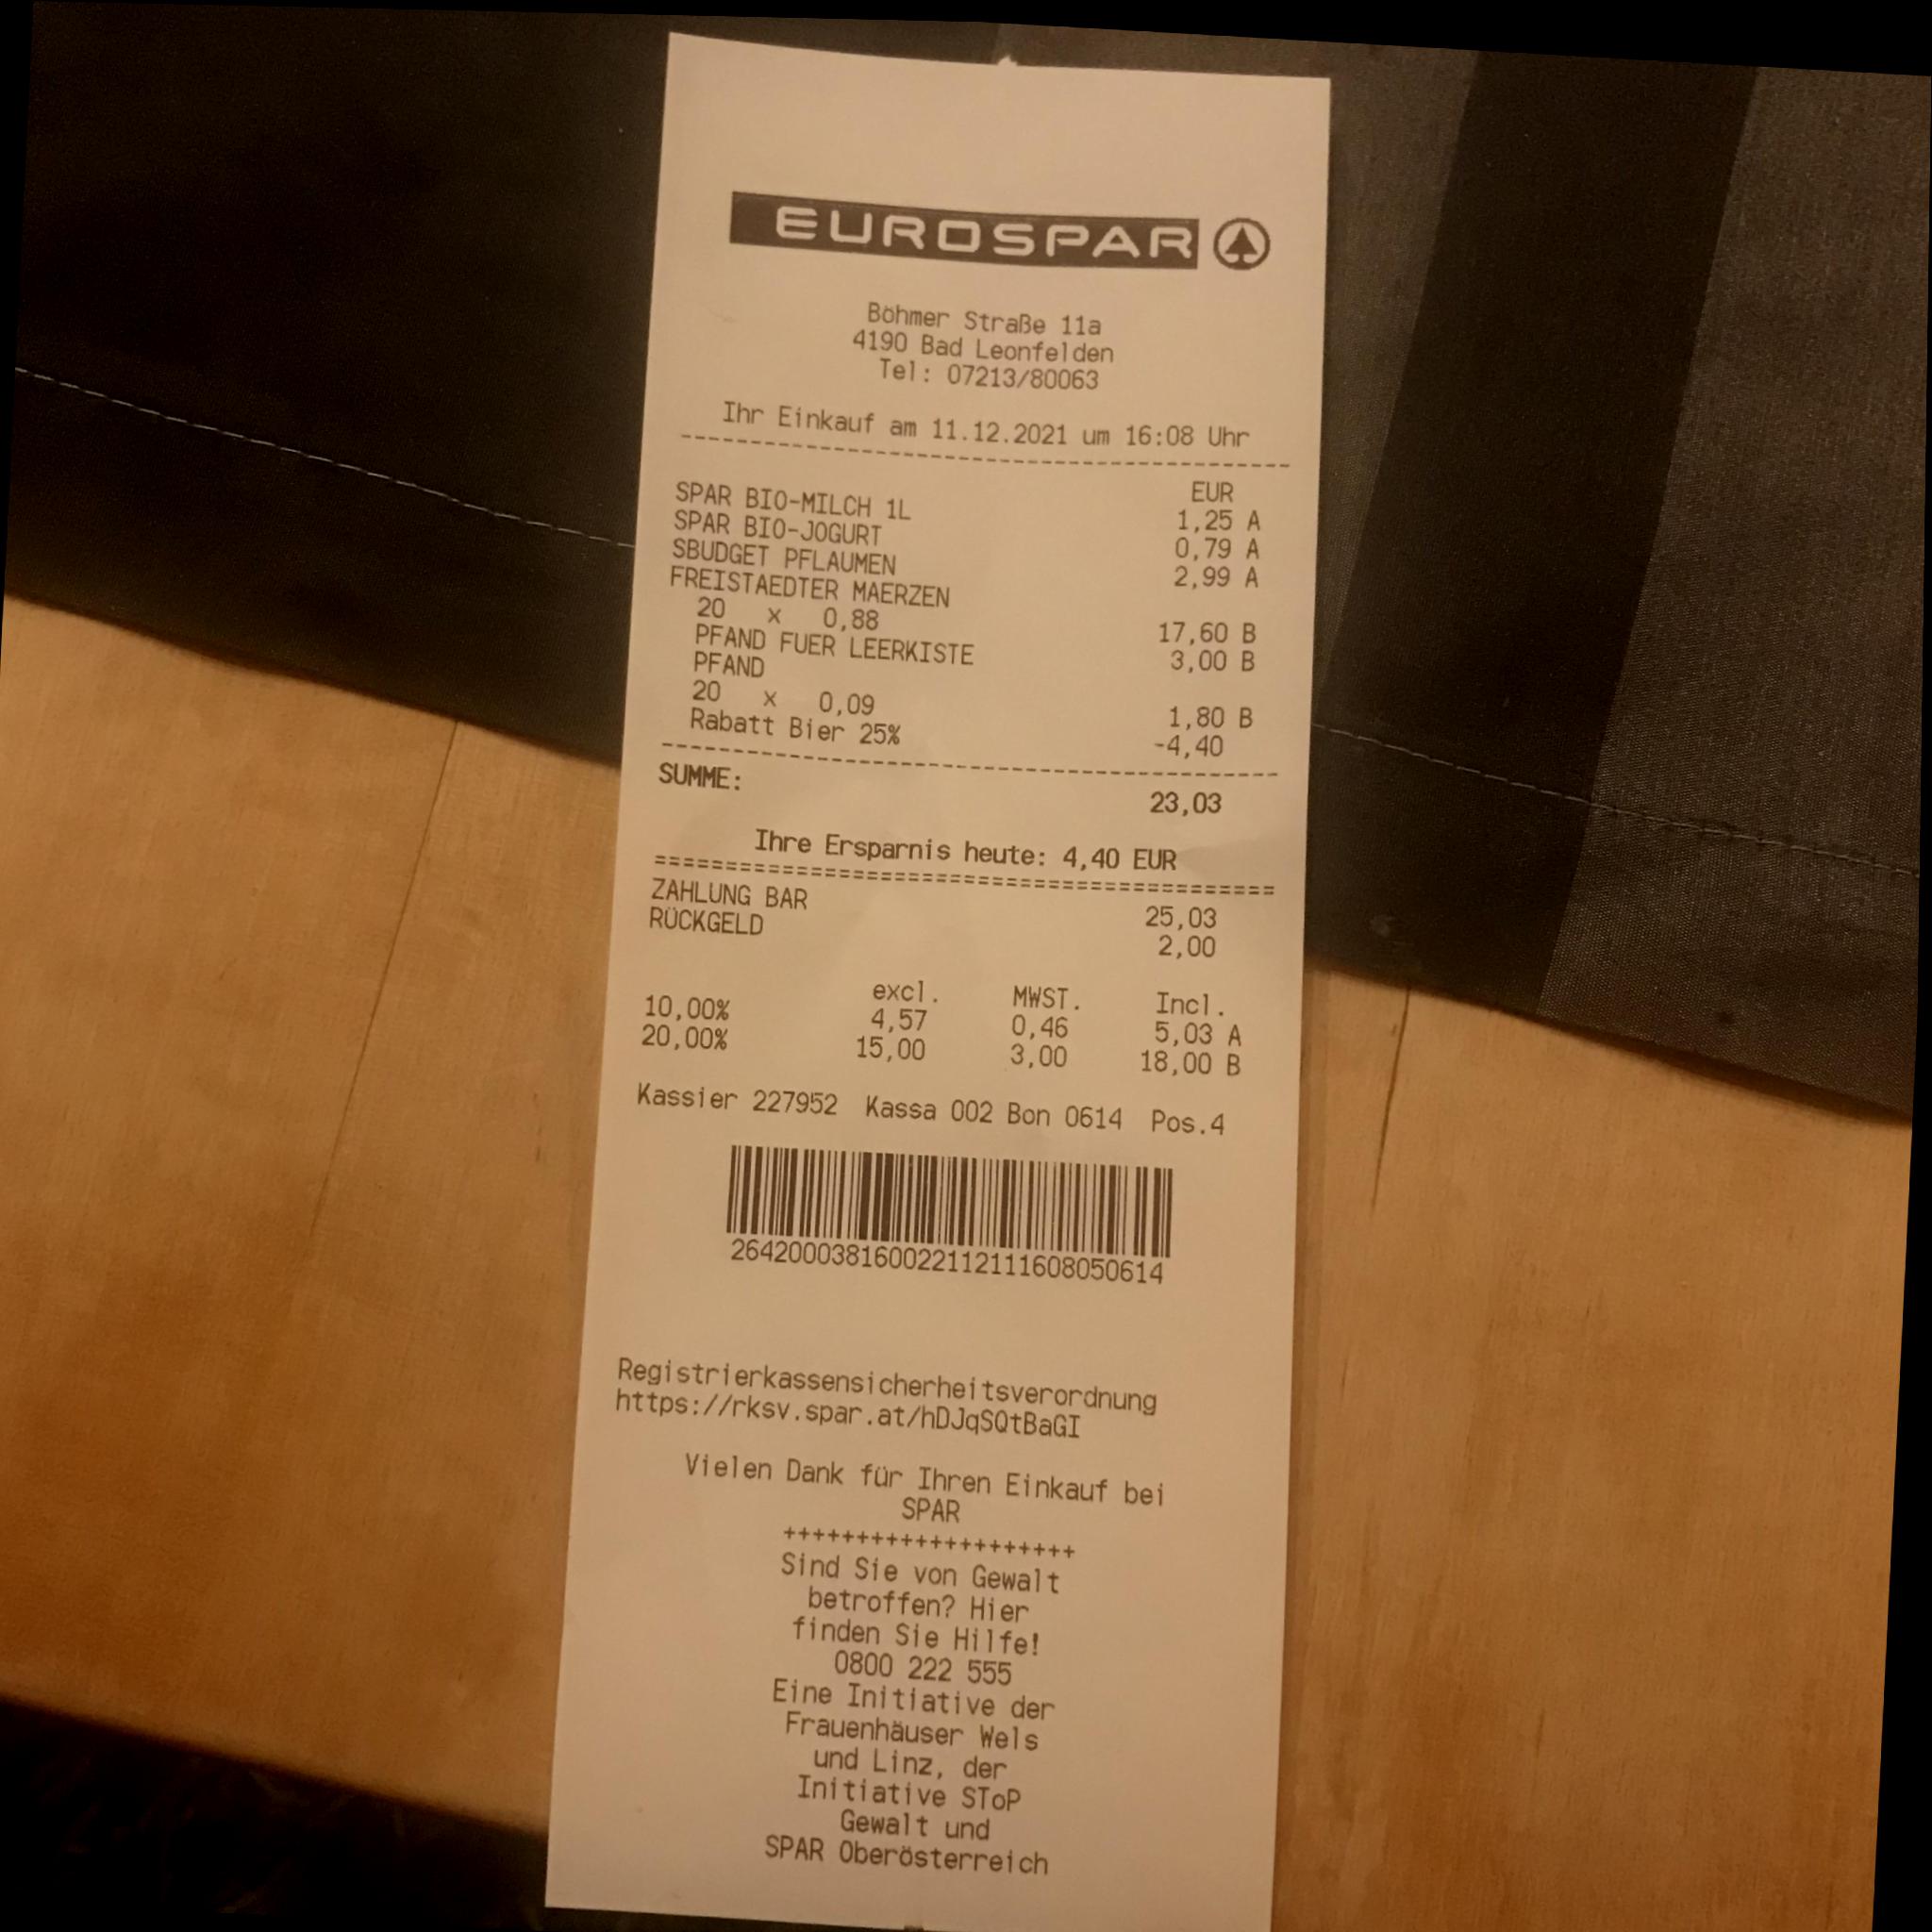 EUROSPAR
Böhmer Straße 11a
4190 Bad Leonfelden
Tel: 07213/80063
Ihr Einkauf am 11.12.2021 um 16:08 Uhr
----------------------------------------
EUR
SPAR BIO-MILCH 1L 1,25 A
SPAR BIO-JOGURT 0,79 A
SBUDGET PFLAUMEN 2,99 A
FREISTAEDTER MAERZEN
20 x 0,88 17,60 B
PFAND FUER LEERKISTE 3,00 B
PFAND
20 x 0,09 1,80 B
Rabatt Bier 25% -4,40
----------------------------------------
SUMME: 23,03
Ihre Ersparnis heute: 4,40 EUR
========================================
ZAHLUNG BAR 25,03
RÜCKGELD 2,00
excl. MWST. Incl.
10,00% 4,57 0,46 5,03 A
20,00% 15,00 3,00 18,00 B
Kassier 227952 Kassa 002 Bon 0614 Pos.4
264200038160022112111608050614
Registrierkassensicherheitsverordnung
https://rksv.spar.at/hDJqSQtBaGI
Vielen Dank für Ihren Einkauf bei
SPAR
++++++++++++++++++++
Sind Sie von Gewalt
betroffen? Hier
finden Sie Hilfe!
0800 222 555
Eine Initiative der
Frauenhäuser Wels
und Linz, der
Initiative SToP
Gewalt und
SPAR Oberösterreich